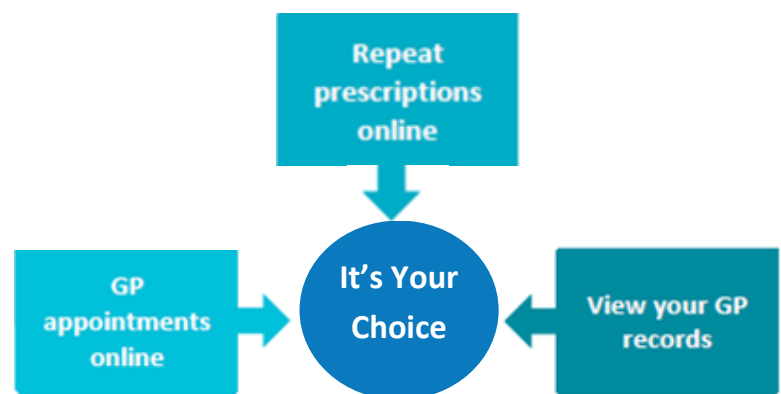 Repeat
prescriptions
online
It’s Your
Choice
GP
appointments
online
View your GP
records